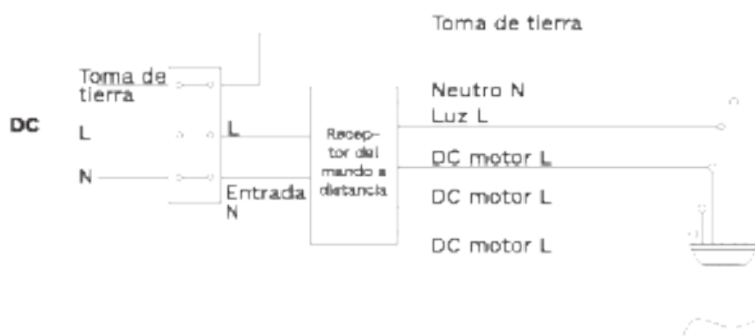 Toma de tierra
Toma de
tierra
DC
L
N
L
Entrada
N
Recep-
tor del
mando a
distancia
Neutro N
Luz L
DC motor L
DC motor L
DC motor L